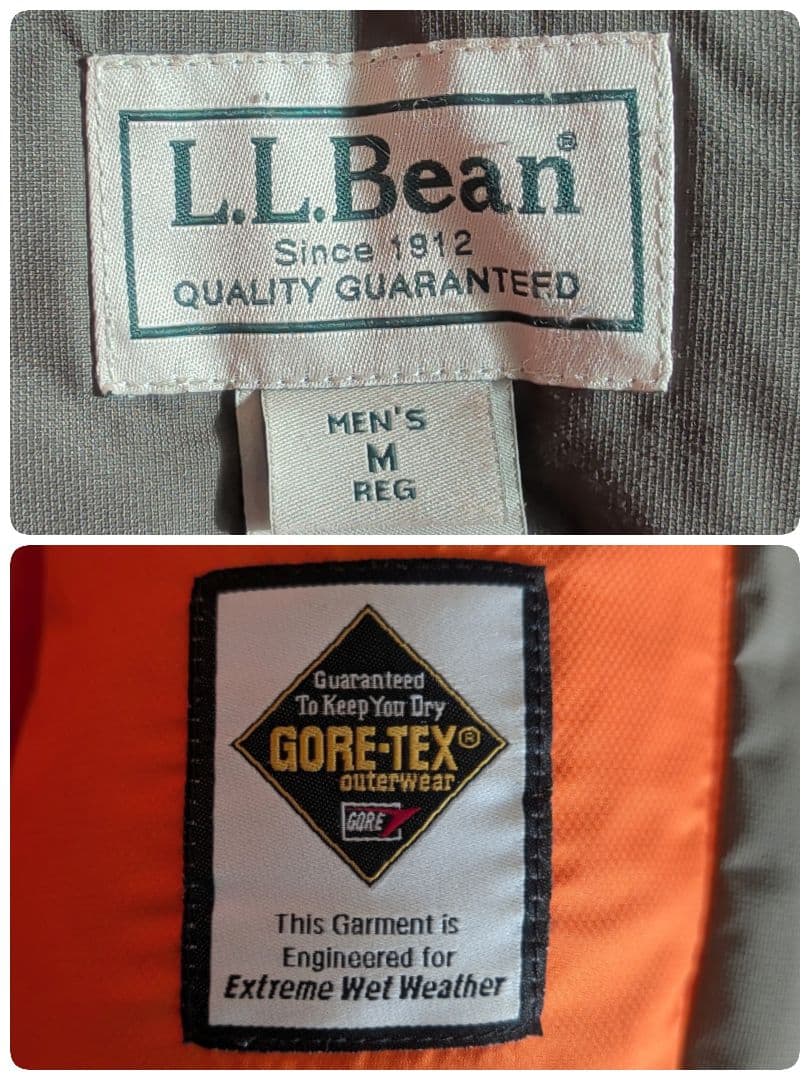 L.L.Bean®
Since 1912
QUALITY GUARANTEED
MEN'S
M
REG
Guaranteed
To Keep You Dry
GORE-TEX®
outerwear
GORE
This Garment is
Engineered for
Extreme Wet Weather